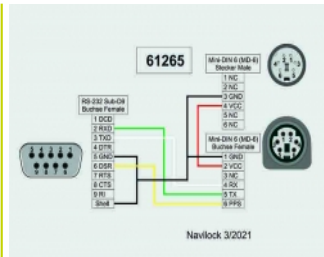 61265
Mini-DIN 6 (MD-6)
Stecker Male
1 NC
2 NC
3 GND
4 VCC
5 NC
6 NC
RS-232 Sub-D9
Buchse Female
1 DCD
2 RXD
3 TXD
4 DTR
5 GND
6 DSR
7 RTS
8 CTS
9 RI
Shell
Mini-DIN 6 (MD-6)
Buchse Female
1 GND
2 VCC
3 NC
4 RX
5 TX
6 PPS
Navilock 3/2021